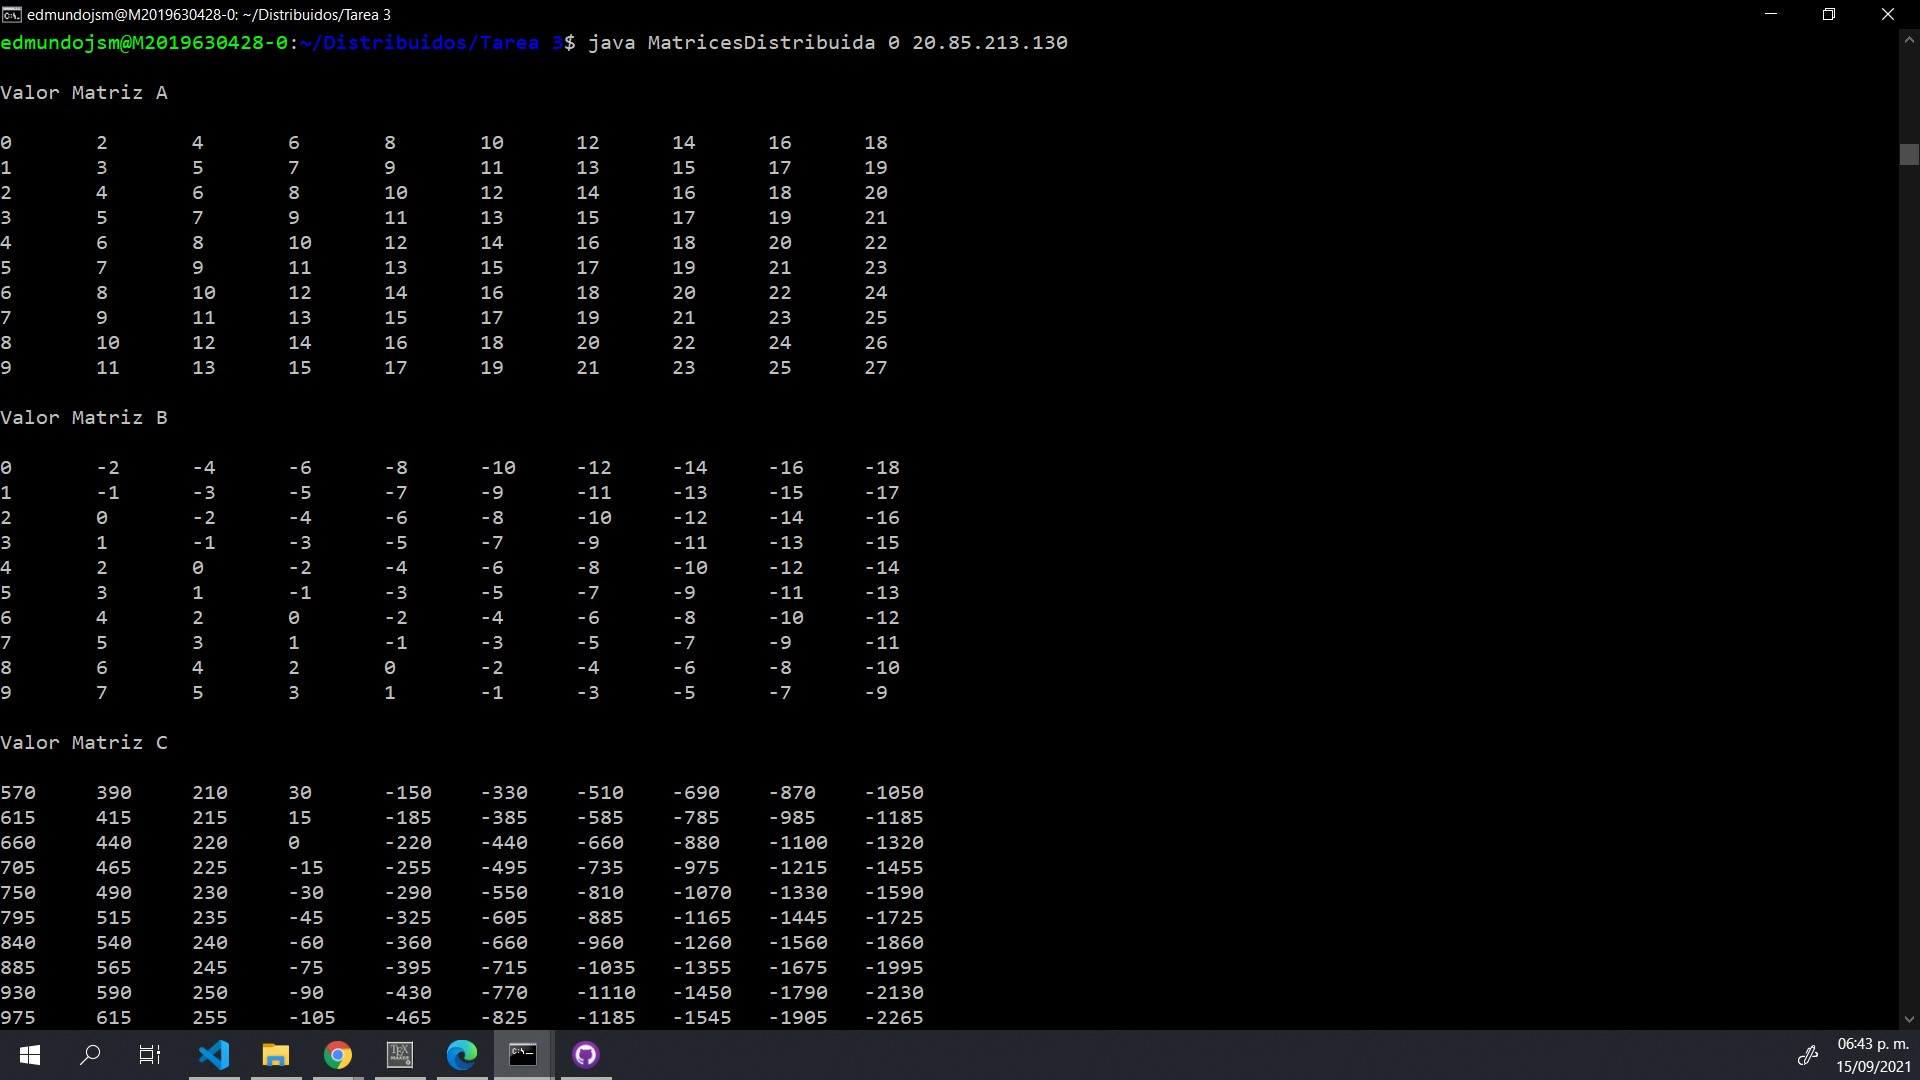 edmundojsm@M2019630428-0: ~/Distribuidos/Tarea 3
edmundojsm@M2019630428-0:~/Distribuidos/Tarea 3$ java MatricesDistribuida 0 20.85.213.130
Valor Matriz A
0 2 4 6 8 10 12 14 16 18
1 3 5 7 9 11 13 15 17 19
2 4 6 8 10 12 14 16 18 20
3 5 7 9 11 13 15 17 19 21
4 6 8 10 12 14 16 18 20 22
5 7 9 11 13 15 17 19 21 23
6 8 10 12 14 16 18 20 22 24
7 9 11 13 15 17 19 21 23 25
8 10 12 14 16 18 20 22 24 26
9 11 13 15 17 19 21 23 25 27
Valor Matriz B
0 -2 -4 -6 -8 -10 -12 -14 -16 -18
1 -1 -3 -5 -7 -9 -11 -13 -15 -17
2 0 -2 -4 -6 -8 -10 -12 -14 -16
3 1 -1 -3 -5 -7 -9 -11 -13 -15
4 2 0 -2 -4 -6 -8 -10 -12 -14
5 3 1 -1 -3 -5 -7 -9 -11 -13
6 4 2 0 -2 -4 -6 -8 -10 -12
7 5 3 1 -1 -3 -5 -7 -9 -11
8 6 4 2 0 -2 -4 -6 -8 -10
9 7 5 3 1 -1 -3 -5 -7 -9
Valor Matriz C
570 390 210 30 -150 -330 -510 -690 -870 -1050
615 415 215 15 -185 -385 -585 -785 -985 -1185
660 440 220 0 -220 -440 -660 -880 -1100 -1320
705 465 225 -15 -255 -495 -735 -975 -1215 -1455
750 490 230 -30 -290 -550 -810 -1070 -1330 -1590
795 515 235 -45 -325 -605 -885 -1165 -1445 -1725
840 540 240 -60 -360 -660 -960 -1260 -1560 -1860
885 565 245 -75 -395 -715 -1035 -1355 -1675 -1995
930 590 250 -90 -430 -770 -1110 -1450 -1790 -2130
975 615 255 -105 -465 -825 -1185 -1545 -1905 -2265
06:43 p. m.
15/09/2021